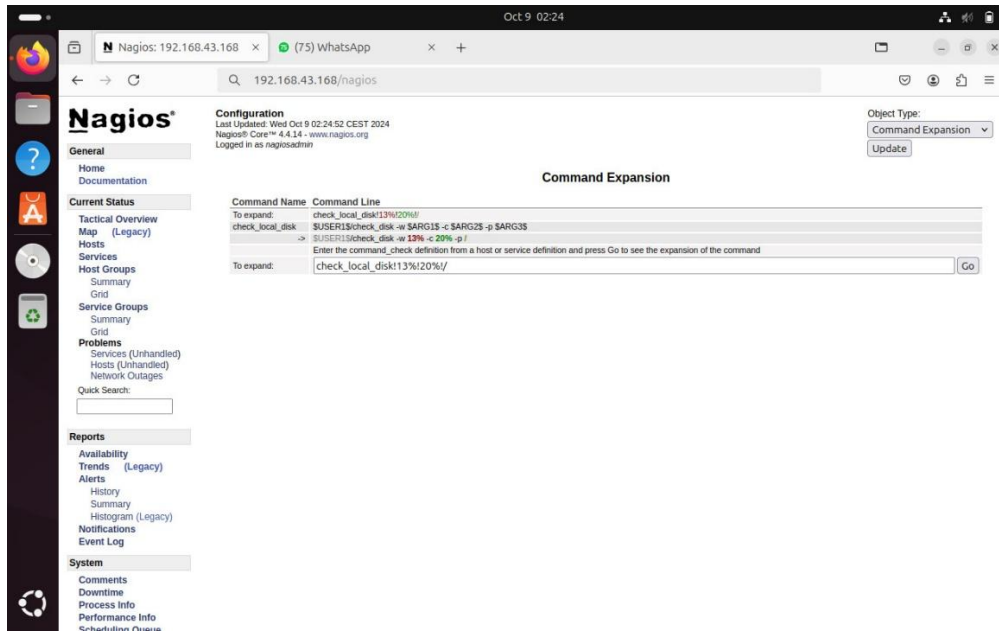 Oct 9 02:24
Nagios: 192.168.43.168
(75) WhatsApp
192.168.43.168/nagios
Nagios®
General
Home
Documentation
Current Status
Tactical Overview
Map (Legacy)
Hosts
Services
Host Groups
Summary
Grid
Service Groups
Summary
Grid
Problems
Services (Unhandled)
Hosts (Unhandled)
Network Outages
Quick Search:
Reports
Availability
Trends (Legacy)
Alerts
History
Summary
Histogram (Legacy)
Notifications
Event Log
System
Comments
Downtime
Process Info
Performance Info
Scheduling Queue
Configuration
Last Updated: Wed Oct 9 02:24:52 CEST 2024
Nagios® Core™ 4.4.14 - www.nagios.org
Logged in as nagiosadmin
Object Type:
Command Expansion
Update
Command Expansion
Command Name Command Line
To expand: check_local_disk!13%!20%!/
check_local_disk $USER1$/check_disk -w $ARG1$ -c $ARG2$ -p $ARG3$
-> $USER1$/check_disk -w 13% -c 20% -p /
Enter the command_check definition from a host or service definition and press Go to see the expansion of the command
To expand: check_local_disk!13%!20%!/ Go